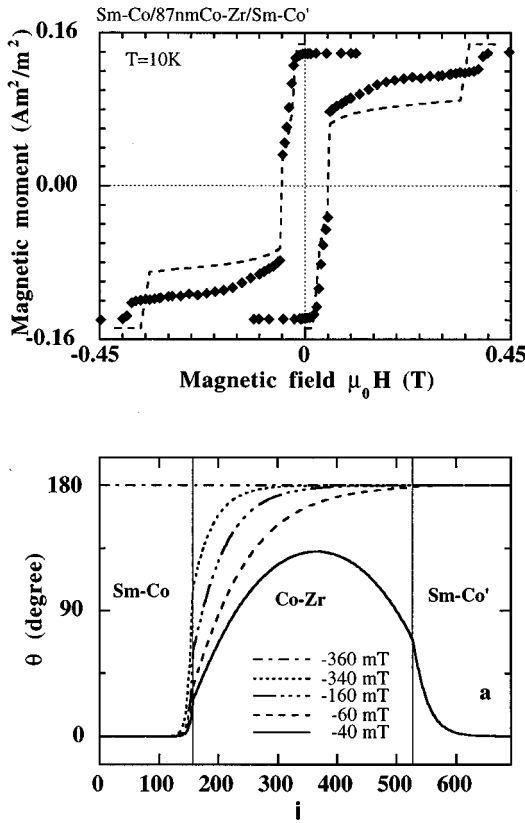 Sm-Co/87nmCo-Zr/Sm-Co'
0.16
T=10K
Magnetic moment (Am²/m²)
0.00
-0.16
-0.45
0
0.45
Magnetic field μ₀H (T)
180
Sm-Co
Sm-Co'
Co-Zr
90
θ (degree)
-360 mT
-340 mT
-160 mT
-60 mT
-40 mT
a
0
0
100
200
300
400
500
600
i